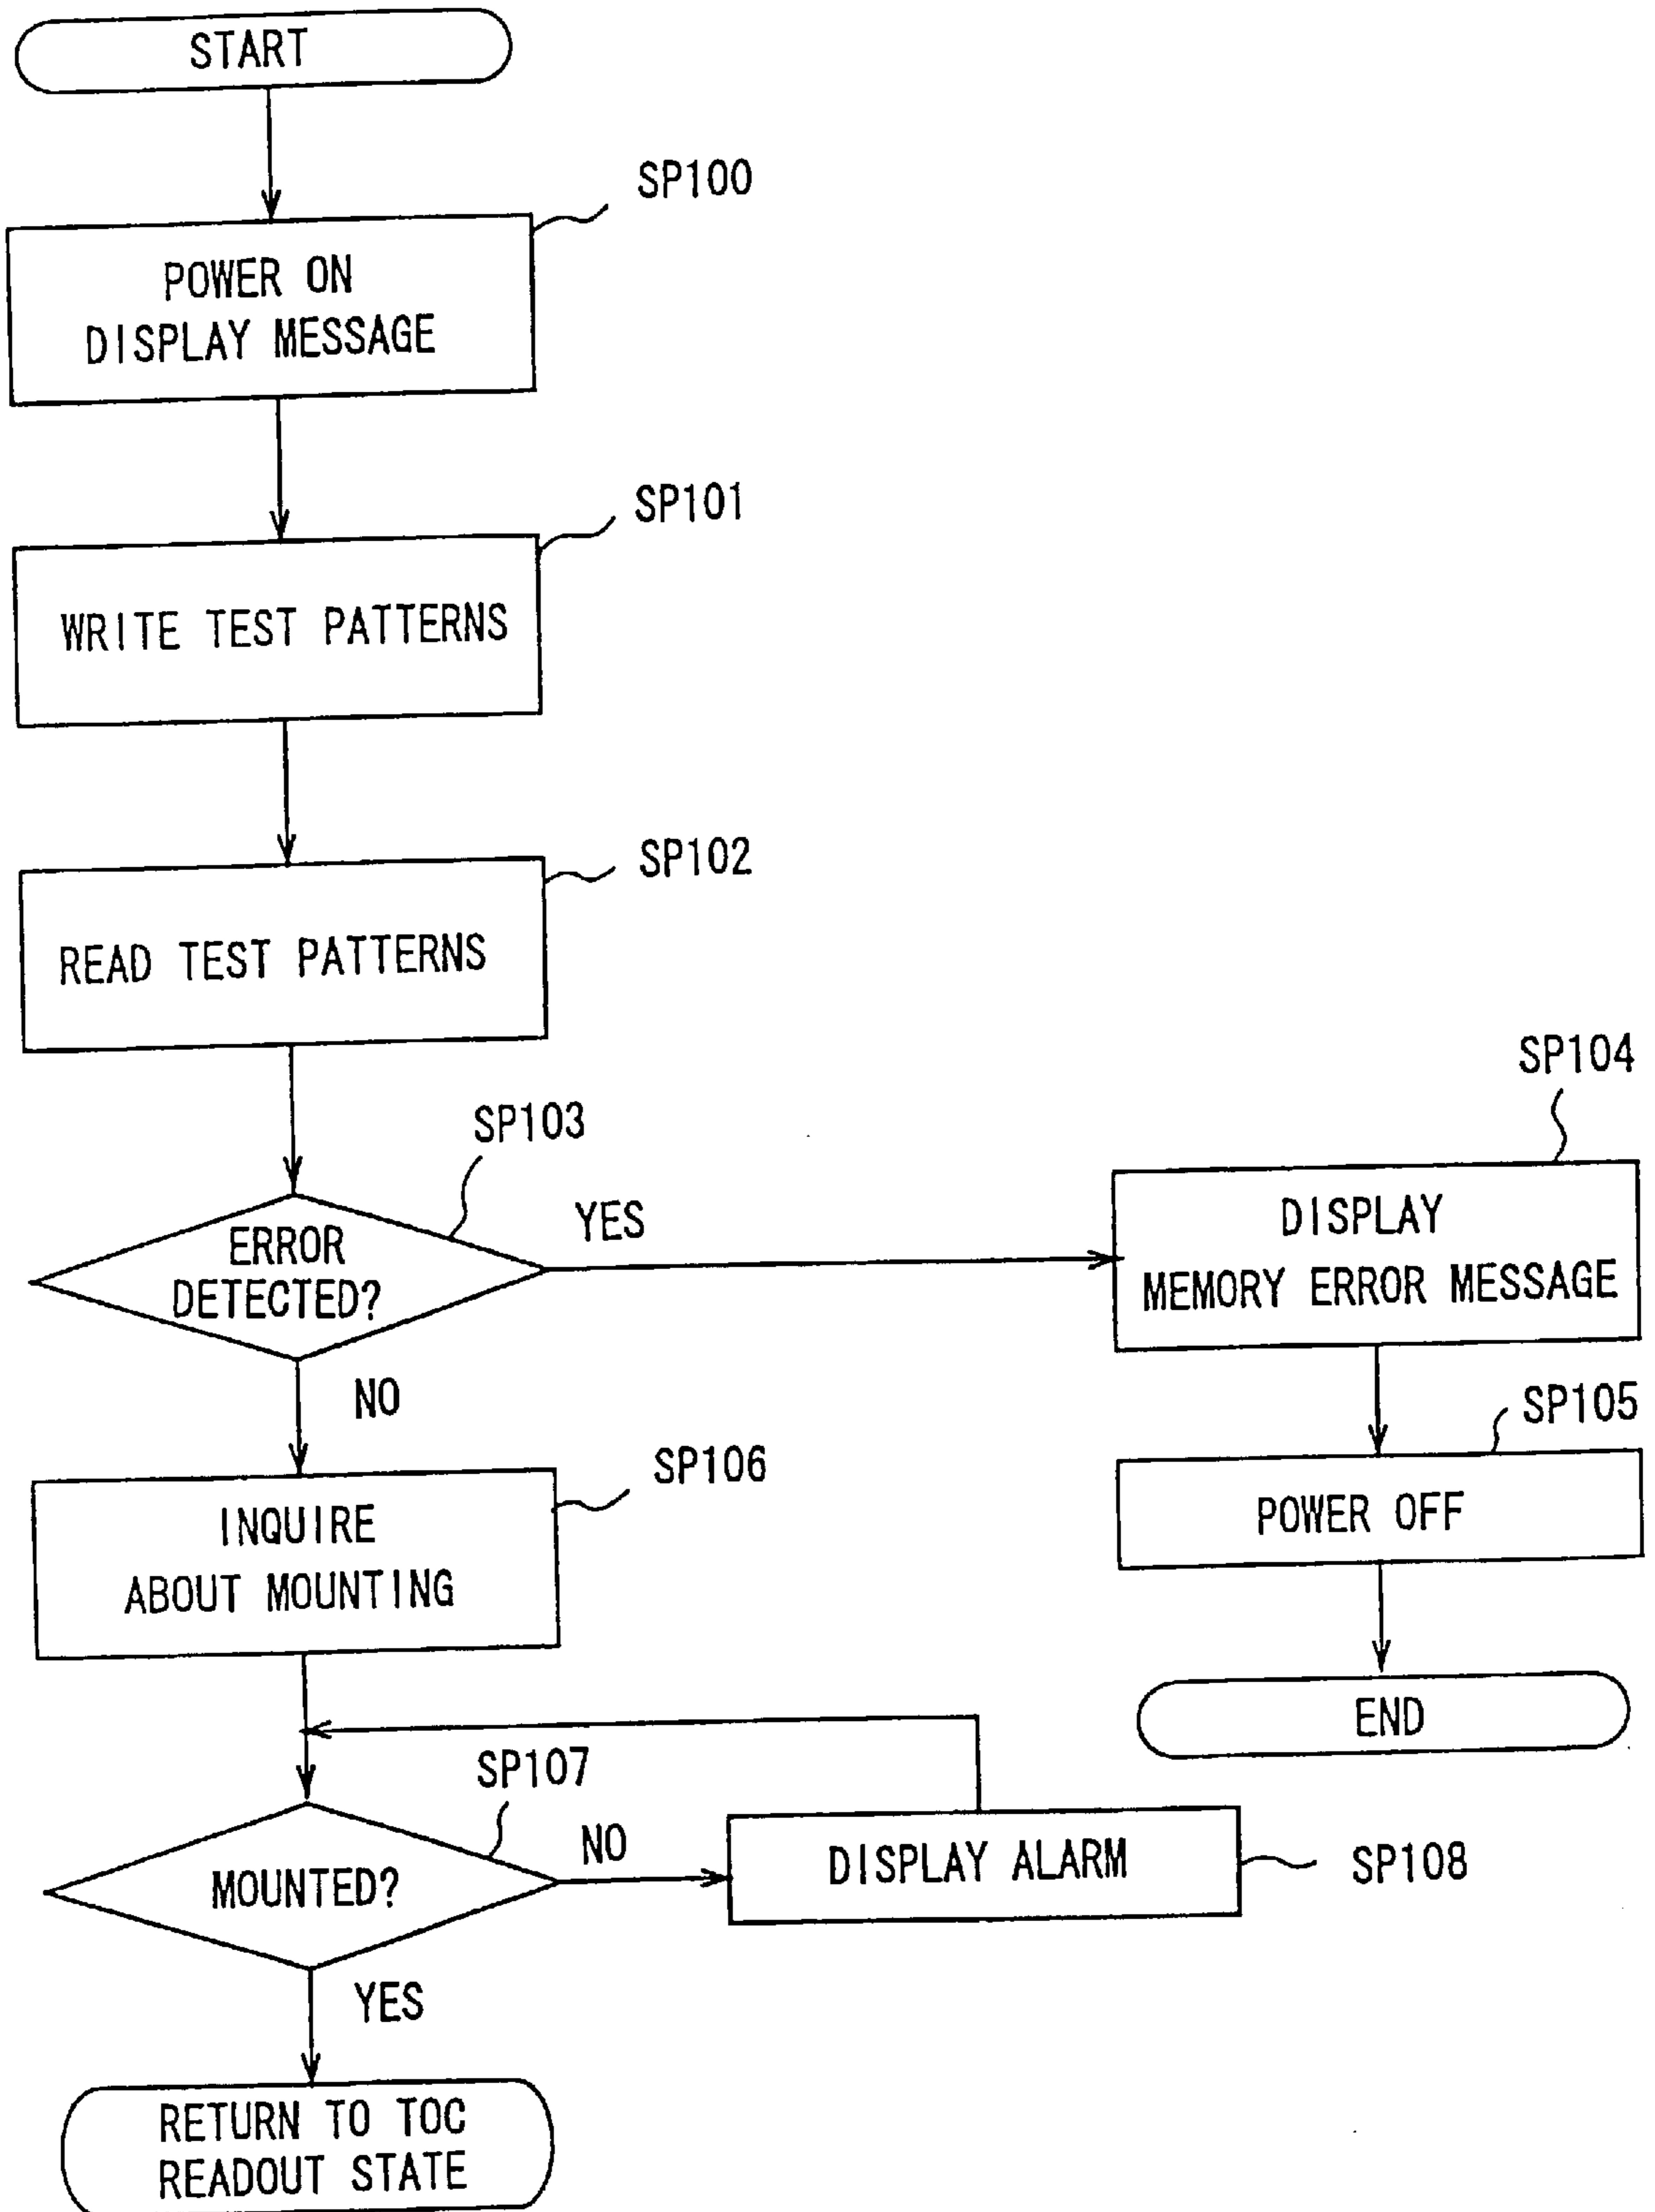 START
SP100
POWER ON
DISPLAY MESSAGE
SP101
WRITE TEST PATTERNS
SP102
READ TEST PATTERNS
SP103
ERROR
DETECTED?
YES
NO
SP104
DISPLAY
MEMORY ERROR MESSAGE
SP105
POWER OFF
END
SP106
INQUIRE
ABOUT MOUNTING
SP107
MOUNTED?
NO
DISPLAY ALARM
SP108
YES
RETURN TO TOC
READOUT STATE